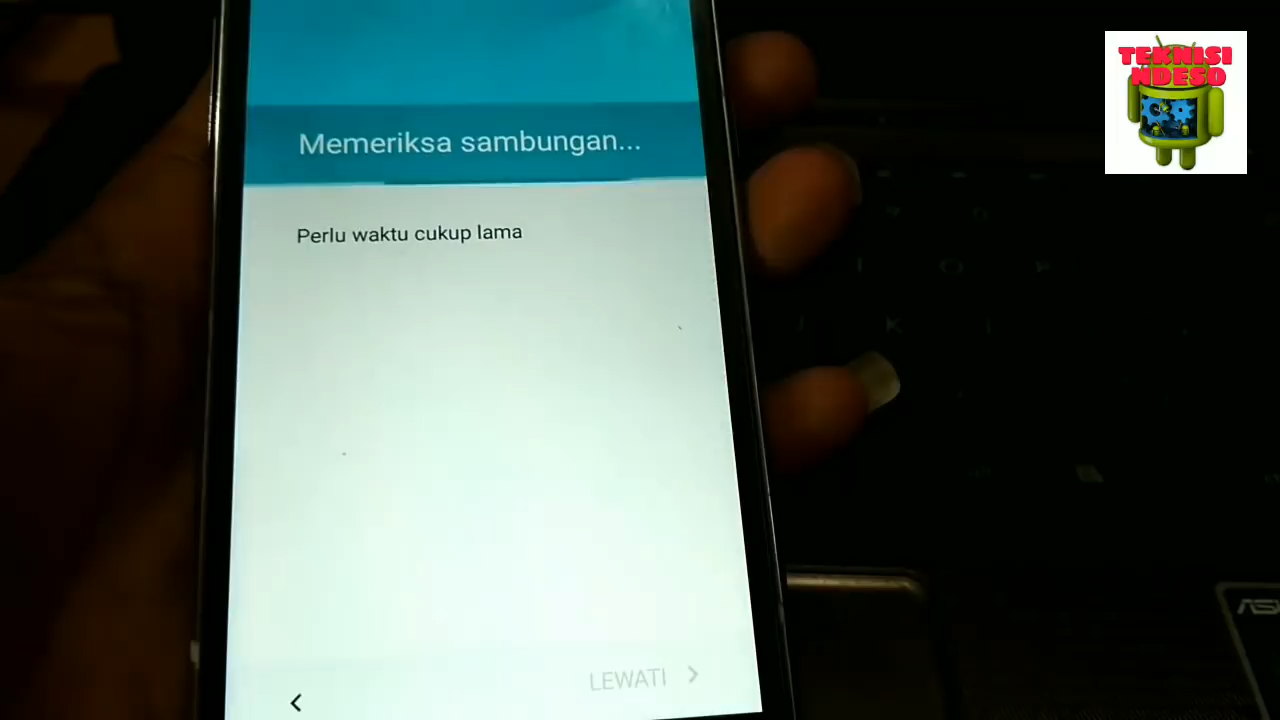 TEKNISI
NDESO
Memeriksa sambungan...
Perlu waktu cukup lama
I O P
J K L
LEWATI